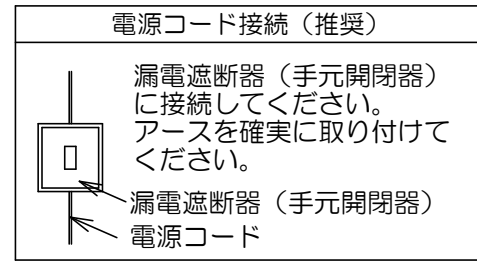 電源コード接続（推奨）
漏電遮断器（手元開閉器）
に接続してください。
アースを確実に取り付けて
ください。
漏電遮断器（手元開閉器）
電源コード